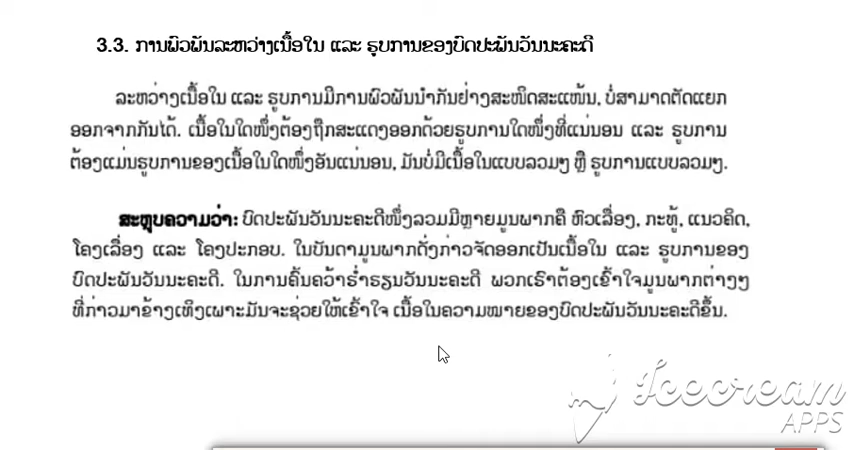 3.3. ການພົວພັນລະຫວ່າງເນື້ອໃນ ແລະ ຮູບການຂອງບົດປະພັນວັນນະຄະດີ
ລະຫວ່າງເນື້ອໃນ ແລະ ຮູບການມີການພົວພັນນຳກັນຢ່າງສະໜິດສະແໜ້ນ, ບໍ່ສາມາດຕັດແຍກ
ອອກຈາກກັນໄດ້. ເນື້ອໃນໃດໜຶ່ງຕ້ອງຖືກສະແດງອອກດ້ວຍຮູບການໃດໜຶ່ງທີ່ແນ່ນອນ ແລະ ຮູບການ
ຕ້ອງແມ່ນຮູບການຂອງເນື້ອໃນໃດໜຶ່ງອັນແນ່ນອນ, ມັນບໍ່ມີເນື້ອໃນແບບລວມໆ ຫຼື ຮູບການແບບລວມໆ.
ສະຫຼຸບຄວາມວ່າ: ບົດປະພັນວັນນະຄະດີໜຶ່ງລວມມີຫຼາຍມູນພາກຄື ຫົວເລື່ອງ, ກະທູ້, ແນວຄິດ,
ໂຄງເລື່ອງ ແລະ ໂຄງປະກອບ. ໃນບັນດາມູນພາກດັ່ງກ່າວຈັດອອກເປັນເນື້ອໃນ ແລະ ຮູບການຂອງ
ບົດປະພັນວັນນະຄະດີ. ໃນການຄົ້ນຄວ້າຮ່ຳຮຽນວັນນະຄະດີ ພວກເຮົາຕ້ອງເຂົ້າໃຈມູນພາກຕ່າງໆ
ທີ່ກ່າວມາຂ້າງເທິງເພາະມັນຈະຊ່ວຍໃຫ້ເຂົ້າໃຈ ເນື້ອໃນຄວາມໝາຍຂອງບົດປະພັນວັນນະຄະດີຂຶ້ນ.
Icecream
APPS